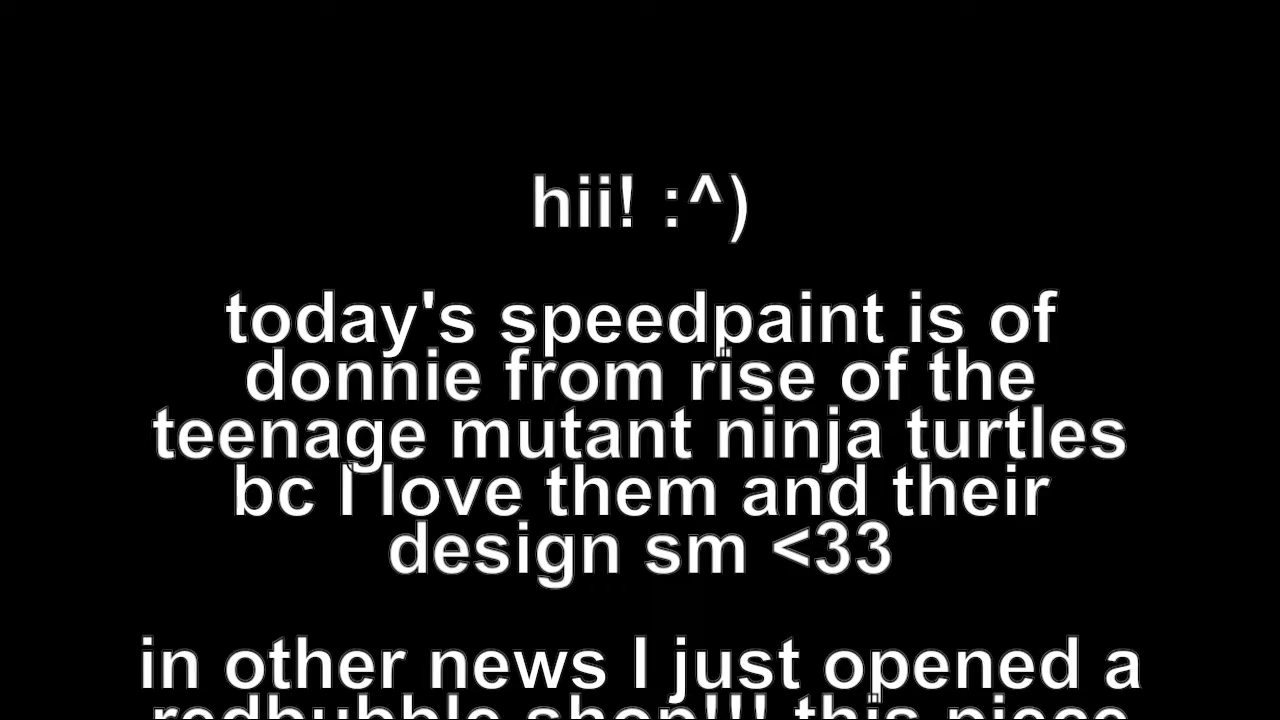 hii! :^)
today's speedpaint is of
donnie from rise of the
teenage mutant ninja turtles
bc I love them and their
design sm <33
in other news I just opened a
redbubble shop!!! this piece